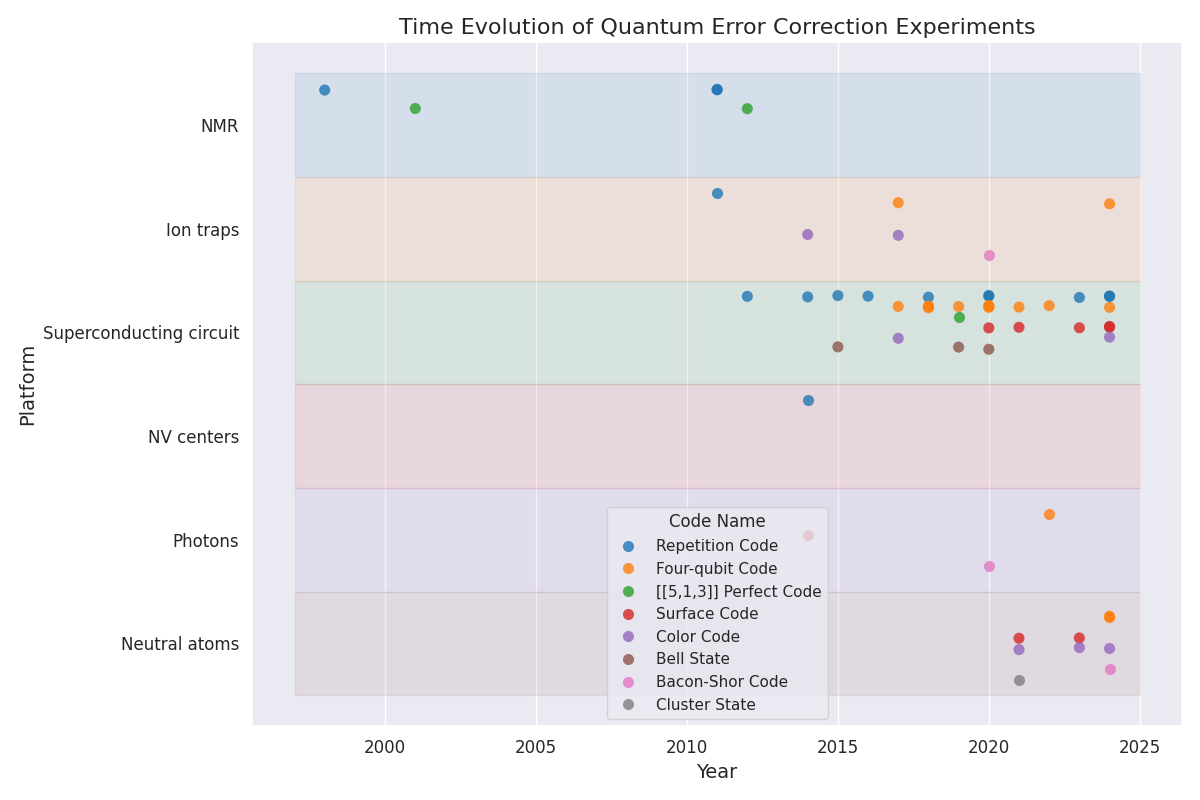 Time Evolution of Quantum Error Correction Experiments
Platform
NMR
Ion traps
Superconducting circuit
NV centers
Photons
Neutral atoms
Code Name
Repetition Code
Four-qubit Code
[[5,1,3]] Perfect Code
Surface Code
Color Code
Bell State
Bacon-Shor Code
Cluster State
2000
2005
2010
2015
2020
2025
Year